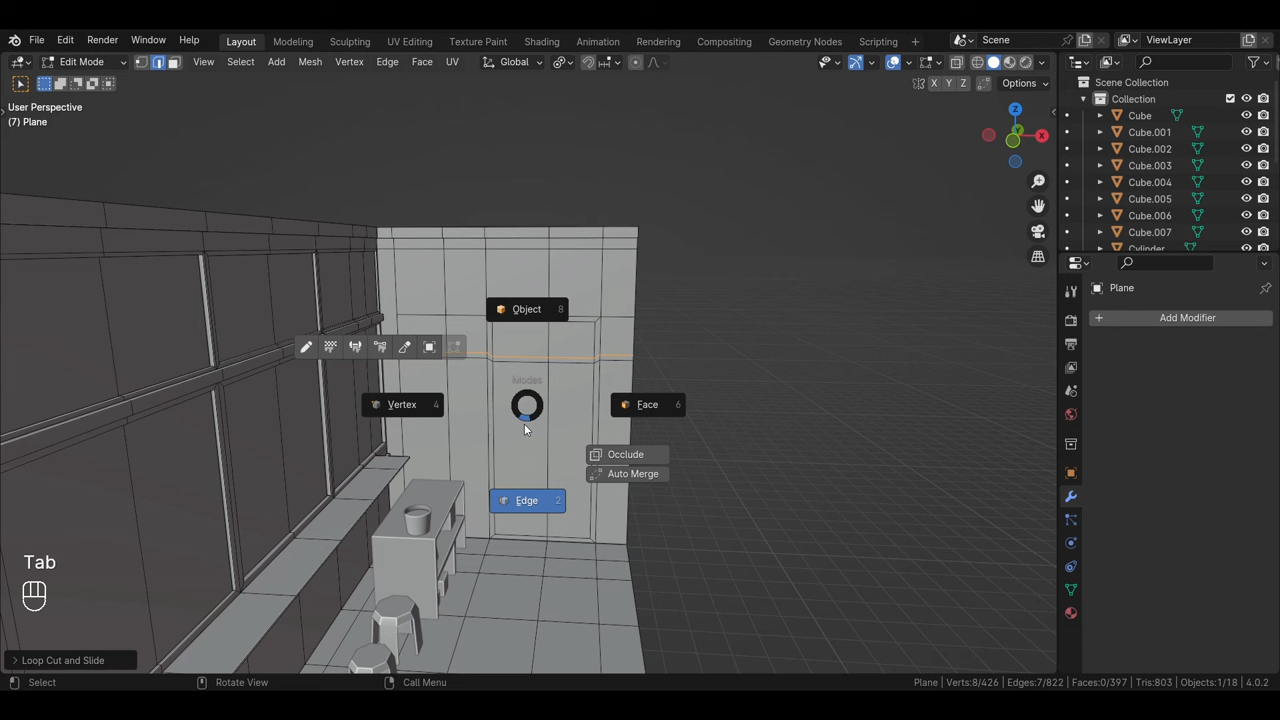 File Edit Render Window Help Layout Modeling Sculpting UV Editing Texture Paint Shading Animation Rendering Compositing Geometry Nodes Scripting + Scene ViewLayer
Edit Mode View Select Add Mesh Vertex Edge Face UV Global
X Y Z Options
User Perspective
(7) Plane
Z
X
Y
Scene Collection
Collection
Cube
Cube.001
Cube.002
Cube.003
Cube.004
Cube.005
Cube.006
Cube.007
Cylinder
Plane
+ Add Modifier
Object 8
Modes
Vertex 4
Face 6
Occlude
Auto Merge
Edge 2
Tab
> Loop Cut and Slide
Select Rotate View Call Menu Plane | Verts:8/426 | Edges:7/822 | Faces:0/397 | Tris:803 | Objects:1/18 | 4.0.2